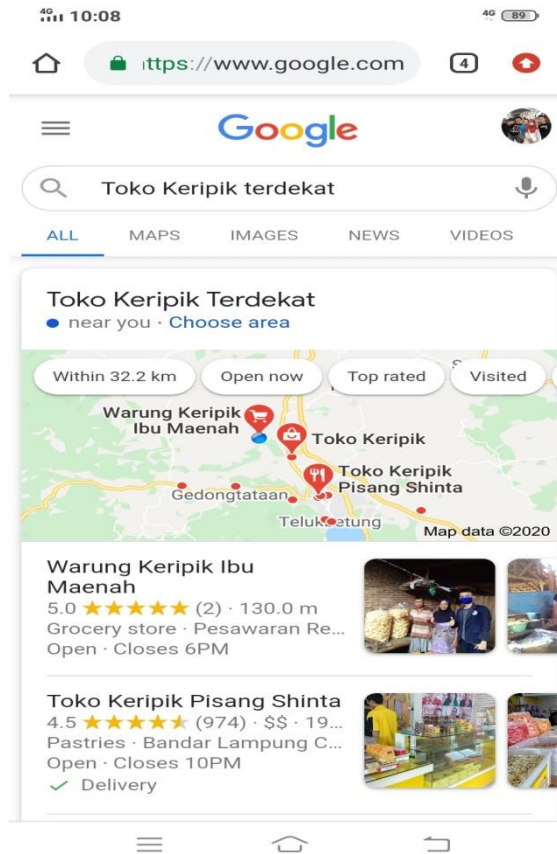 4G 10:08 4G 89
ttps://www.google.com 4
Google
Toko Keripik terdekat
ALL MAPS IMAGES NEWS VIDEOS
Toko Keripik Terdekat
near you · Choose area
Within 32.2 km Open now Top rated Visited
Warung Keripik
Ibu Maenah
Toko Keripik
Toko Keripik
Pisang Shinta
Gedongtataan
Telukbetung
Map data ©2020
Warung Keripik Ibu
Maenah
5.0 ★★★★★ (2) · 130.0 m
Grocery store · Pesawaran Re...
Open · Closes 6PM
Toko Keripik Pisang Shinta
4.5 ★★★★★ (974) · $$ · 19...
Pastries · Bandar Lampung C...
Open · Closes 10PM
✓ Delivery